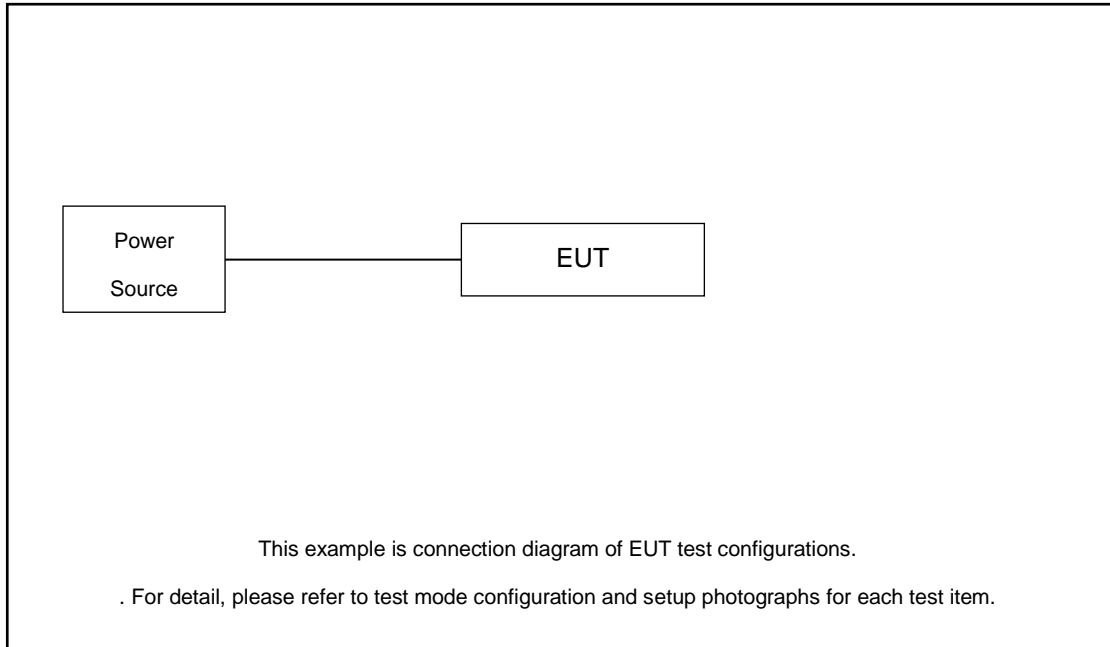 Power
Source
EUT
This example is connection diagram of EUT test configurations.
. For detail, please refer to test mode configuration and setup photographs for each test item.